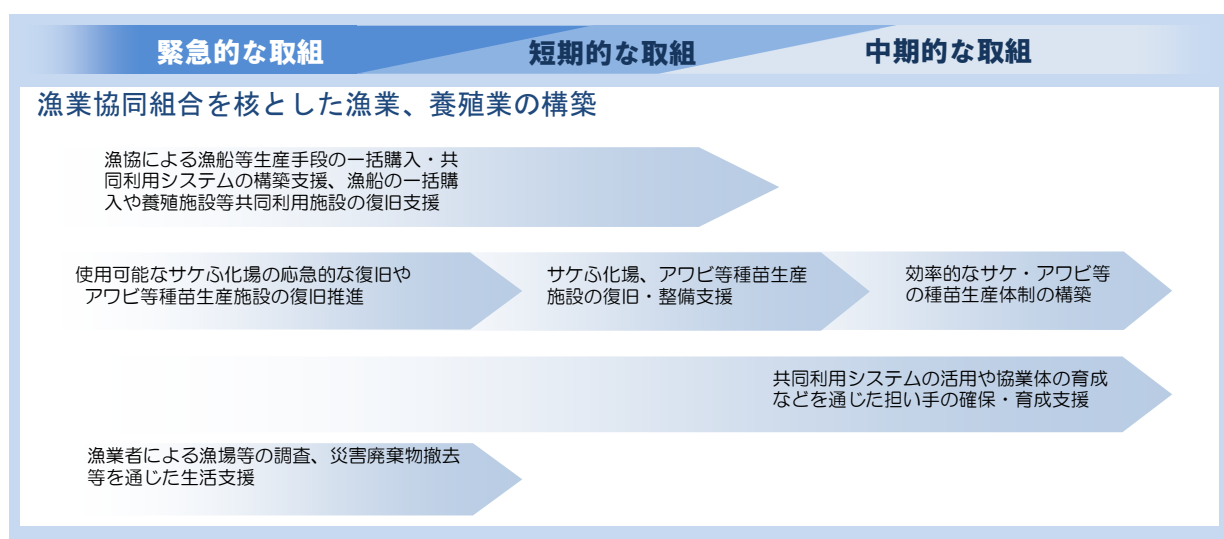 緊急的な取組
短期的な取組
中期的な取組
漁業協同組合を核とした漁業、養殖業の構築
漁協による漁船等生産手段の一括購入・共
同利用システムの構築支援、漁船の一括購
入や養殖施設等共同利用施設の復旧支援
使用可能なサケふ化場の応急的な復旧や
アワビ等種苗生産施設の復旧推進
サケふ化場、アワビ等種苗生産
施設の復旧・整備支援
効率的なサケ・アワビ等
の種苗生産体制の構築
共同利用システムの活用や協業体の育成
などを通じた担い手の確保・育成支援
漁業者による漁場等の調査、災害廃棄物撤去
等を通じた生活支援